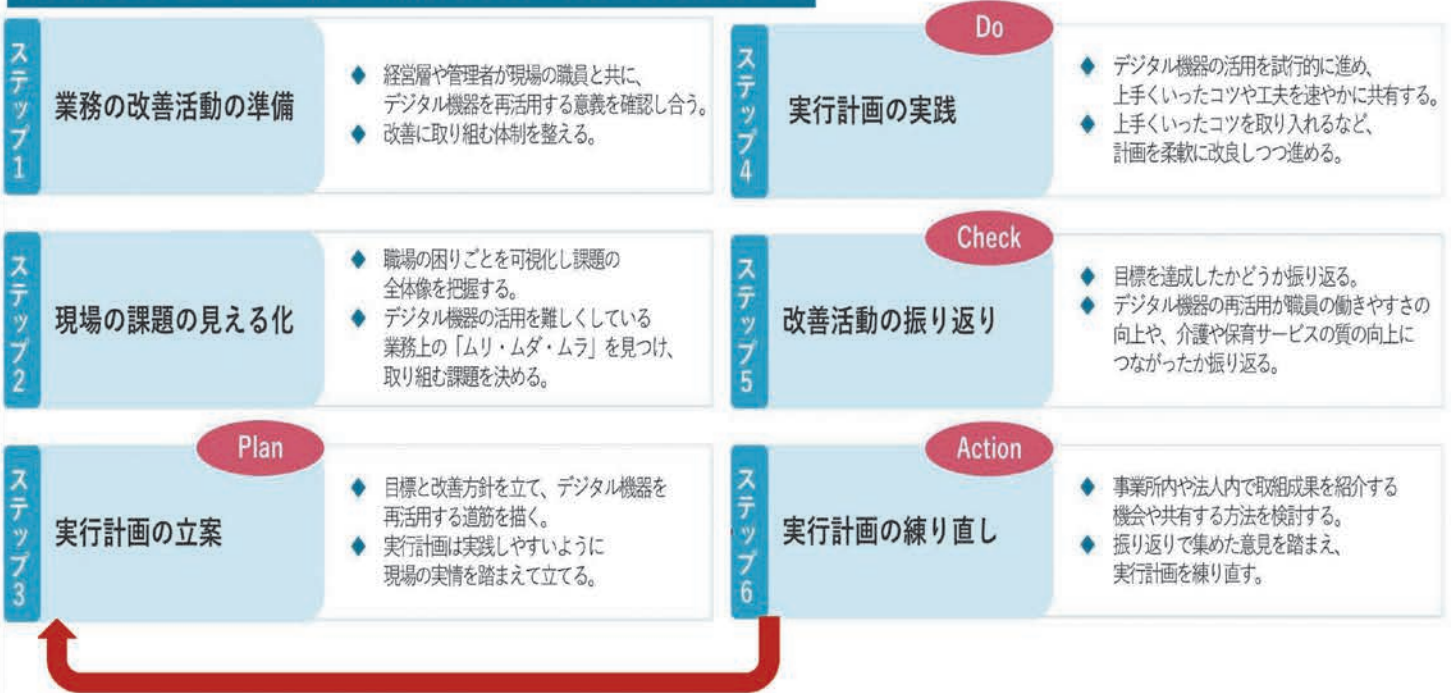 ステップ1
業務の改善活動の準備
◆ 経営層や管理者が現場の職員と共に、
デジタル機器を再活用する意義を確認し合う。
◆ 改善に取り組む体制を整える。
ステップ2
現場の課題の見える化
◆ 職場の困りごとを可視化し課題の
全体像を把握する。
◆ デジタル機器の活用を難しくしている
業務上の「ムリ・ムダ・ムラ」を見つけ、
取り組む課題を決める。
ステップ3
Plan
実行計画の立案
◆ 目標と改善方針を立て、デジタル機器を
再活用する道筋を描く。
◆ 実行計画は実践しやすいように
現場の実情を踏まえて立てる。
ステップ4
Do
実行計画の実践
◆ デジタル機器の活用を試行的に進め、
上手くいったコツや工夫を速やかに共有する。
◆ 上手くいったコツを取り入れるなど、
計画を柔軟に改良しつつ進める。
ステップ5
Check
改善活動の振り返り
◆ 目標を達成したかどうか振り返る。
◆ デジタル機器の再活用が職員の働きやすさの
向上や、介護や保育サービスの質の向上に
つながったか振り返る。
ステップ6
Action
実行計画の練り直し
◆ 事業所内や法人内で取組成果を紹介する
機会や共有する方法を検討する。
◆ 振り返りで集めた意見を踏まえ、
実行計画を練り直す。